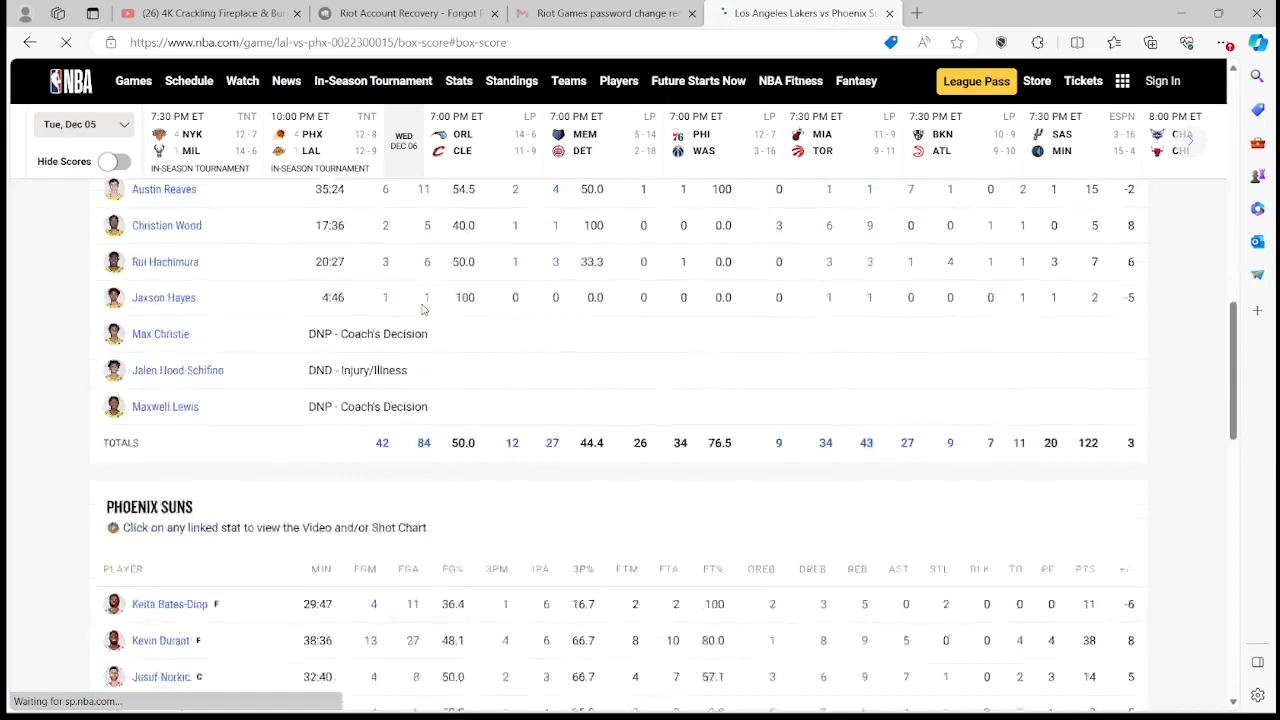 (26) 4K Crackling Fireplace & Bu
Riot Account Recovery - Forgot P
Riot Games password change re
Los Angeles Lakers vs Phoenix Su
https://www.nba.com/game/lal-vs-phx-0022300015/box-score#box-score
NBA Games Schedule Watch News In-Season Tournament Stats Standings Teams Players Future Starts Now NBA Fitness Fantasy League Pass Store Tickets Sign In
Tue, Dec 05
Hide Scores
7:30 PM ET TNT
4 NYK 12 - 7
1 MIL 14 - 6
IN-SEASON TOURNAMENT
10:00 PM ET TNT
4 PHX 12 - 8
1 LAL 12 - 9
IN-SEASON TOURNAMENT
WED
DEC 06
7:00 PM ET LP
ORL 14 - 6
CLE 11 - 9
7:00 PM ET LP
MEM 5 - 14
DET 2 - 18
7:00 PM ET LP
PHI 12 - 7
WAS 3 - 16
7:30 PM ET LP
MIA 11 - 9
TOR 9 - 11
7:30 PM ET LP
BKN 10 - 9
ATL 9 - 10
7:30 PM ET ESPN
SAS 3 - 16
MIN 15 - 4
8:00 PM ET
CHA
CHI
Austin Reaves 35:24 6 11 54.5 2 4 50.0 1 1 100 0 1 1 7 1 0 2 1 15 -2
Christian Wood 17:36 2 5 40.0 1 1 100 0 0 0.0 3 6 9 0 0 1 1 0 5 8
Rui Hachimura 20:27 3 6 50.0 1 3 33.3 0 1 0.0 0 3 3 1 4 1 1 3 7 6
Jaxson Hayes 4:46 1 1 100 0 0 0.0 0 0 0.0 0 1 1 0 0 0 1 1 2 -5
Max Christie DNP - Coach's Decision
Jalen Hood-Schifino DND - Injury/Illness
Maxwell Lewis DNP - Coach's Decision
TOTALS 42 84 50.0 12 27 44.4 26 34 76.5 9 34 43 27 9 7 11 20 122 3
PHOENIX SUNS
Click on any linked stat to view the Video and/or Shot Chart
PLAYER MIN FGM FGA FG% 3PM 3PA 3P% FTM FTA FT% OREB DREB REB AST STL BLK TO PF PTS +/-
Keita Bates-Diop F 29:47 4 11 36.4 1 6 16.7 2 2 100 2 3 5 0 2 0 0 0 11 -6
Kevin Durant F 38:36 13 27 48.1 4 6 66.7 8 10 80.0 1 8 9 5 0 0 4 4 38 8
Jusuf Nurkic C 32:40 4 8 50.0 2 3 66.7 4 7 57.1 3 6 9 7 1 0 2 3 14 5
Waiting for sp.nba.com...